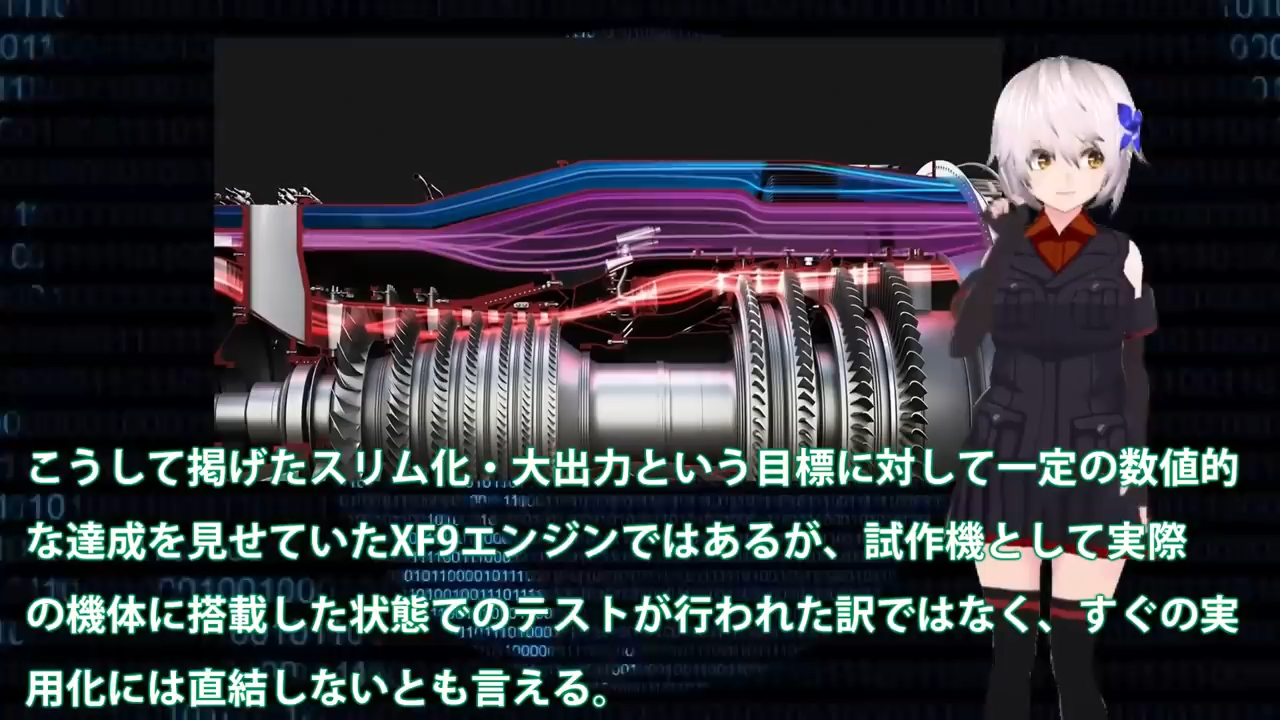 こうして掲げたスリム化・大出力という目標に対して一定の数値的
な達成を見せていたXF9エンジンではあるが、試作機として実際
の機体に搭載した状態でのテストが行われた訳ではなく、すぐの実
用化には直結しないとも言える。